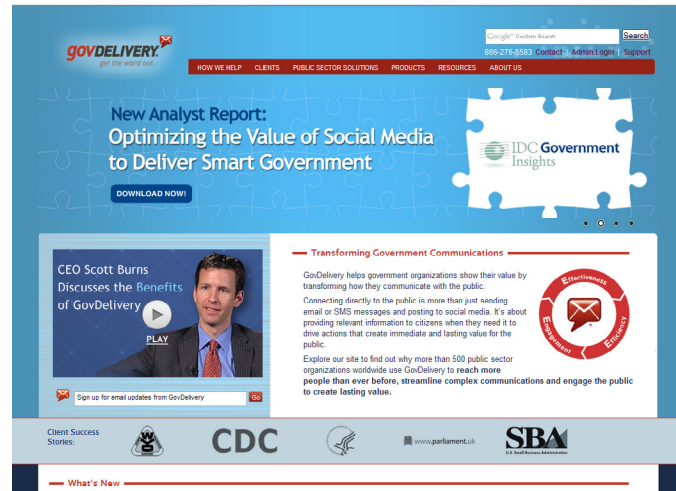 Google™ Custom Search
Search
GOVDELIVERY.
get the word out.
866-276-5583 Contact | Admin Login | Support
HOW WE HELP CLIENTS PUBLIC SECTOR SOLUTIONS PRODUCTS RESOURCES ABOUT US
New Analyst Report:
Optimizing the Value of Social Media
to Deliver Smart Government
DOWNLOAD NOW!
IDC Government
Insights
CEO Scott Burns
Discusses the Benefits
of GovDelivery
PLAY
Sign up for email updates from GovDelivery
Go
Transforming Government Communications
GovDelivery helps government organizations show their value by
transforming how they communicate with the public.
Connecting directly to the public is more than just sending
email or SMS messages and posting to social media. It's about
providing relevant information to citizens when they need it to
drive actions that create immediate and lasting value for the
public.
Explore our site to find out why more than 500 public sector
organizations worldwide use GovDelivery to reach more
people than ever before, streamline complex communications and engage the public
to create lasting value.
Effectiveness
Efficiency
Engagement
Client Success
Stories:
CDC
www.parliament.uk
SBA
U.S. Small Business Administration
What's New